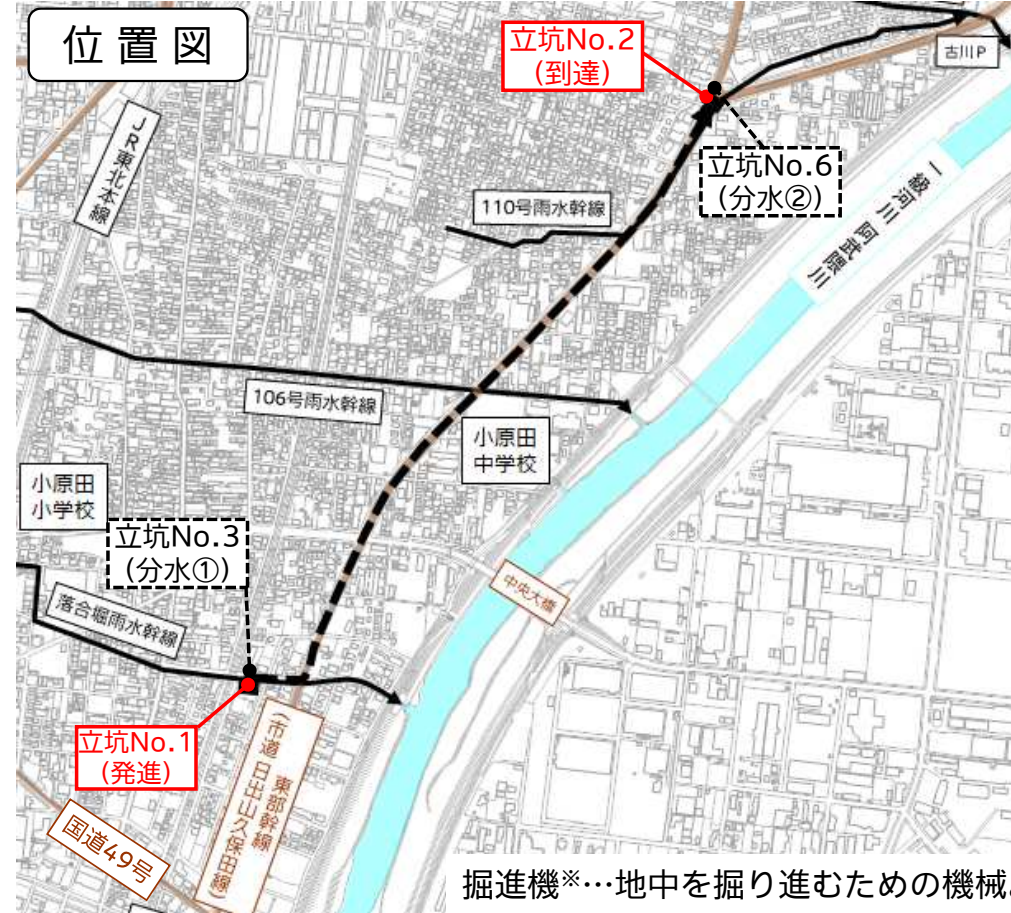 位置図
立坑No.2
(到達)
古川P
JR東北本線
立坑No.6
(分水②)
一級河川 阿武隈川
110号雨水幹線
106号雨水幹線
小原田
中学校
小原田
小学校
立坑No.3
(分水①)
中央大橋
落合堀雨水幹線
立坑No.1
(発進)
東部幹線
(市道 日出山久保田線)
国道49号
掘進機※…地中を掘り進むための機械。